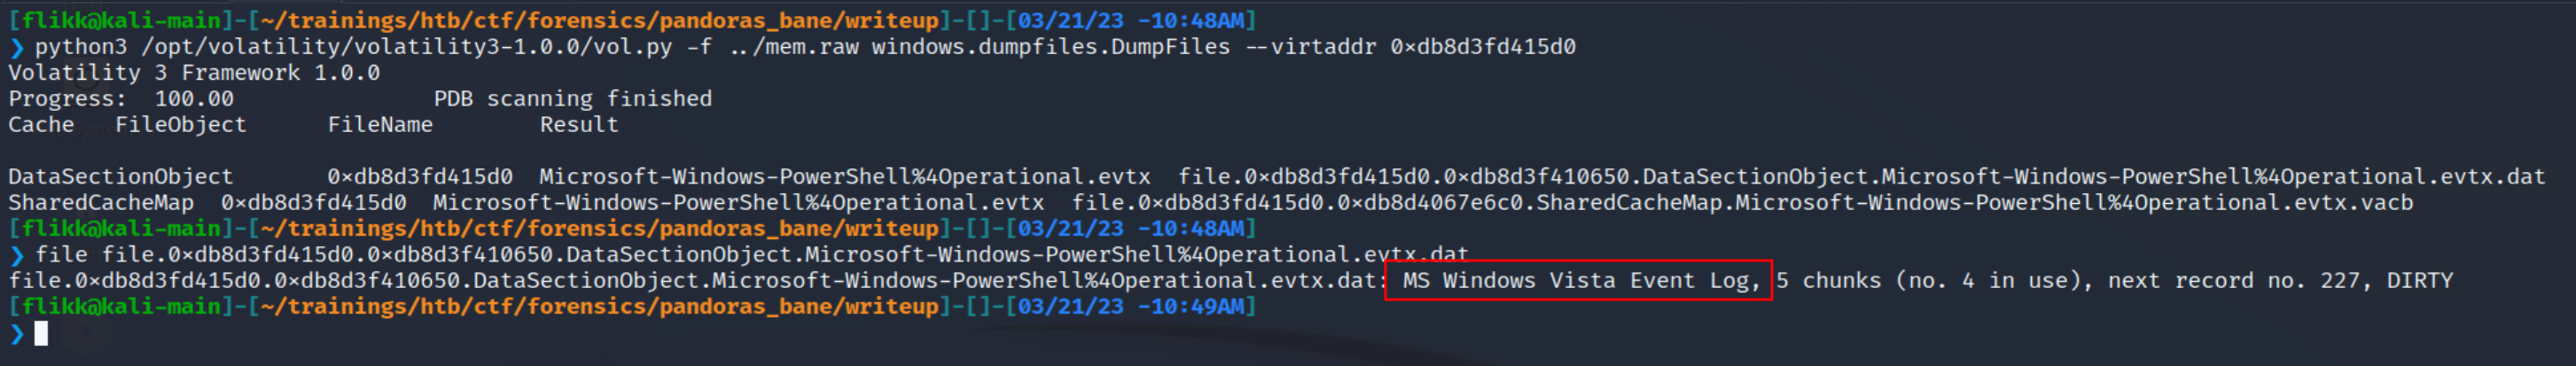 [flikk@kali-main]-[~/trainings/htb/ctf/forensics/pandoras_bane/writeup]-[]-[03/21/23 -10:48AM]
❯ python3 /opt/volatility/volatility3-1.0.0/vol.py -f ../mem.raw windows.dumpfiles.DumpFiles --virtaddr 0×db8d3fd415d0
Volatility 3 Framework 1.0.0
Progress:  100.00               PDB scanning finished
Cache   FileObject      FileName        Result
DataSectionObject       0×db8d3fd415d0  Microsoft-Windows-PowerShell%4Operational.evtx  file.0×db8d3fd415d0.0×db8d3f410650.DataSectionObject.Microsoft-Windows-PowerShell%4Operational.evtx.dat
SharedCacheMap  0×db8d3fd415d0  Microsoft-Windows-PowerShell%4Operational.evtx  file.0×db8d3fd415d0.0×db8d4067e6c0.SharedCacheMap.Microsoft-Windows-PowerShell%4Operational.evtx.vacb
[flikk@kali-main]-[~/trainings/htb/ctf/forensics/pandoras_bane/writeup]-[]-[03/21/23 -10:48AM]
❯ file file.0×db8d3fd415d0.0×db8d3f410650.DataSectionObject.Microsoft-Windows-PowerShell%4Operational.evtx.dat
file.0×db8d3fd415d0.0×db8d3f410650.DataSectionObject.Microsoft-Windows-PowerShell%4Operational.evtx.dat: MS Windows Vista Event Log, 5 chunks (no. 4 in use), next record no. 227, DIRTY
[flikk@kali-main]-[~/trainings/htb/ctf/forensics/pandoras_bane/writeup]-[]-[03/21/23 -10:49AM]
❯